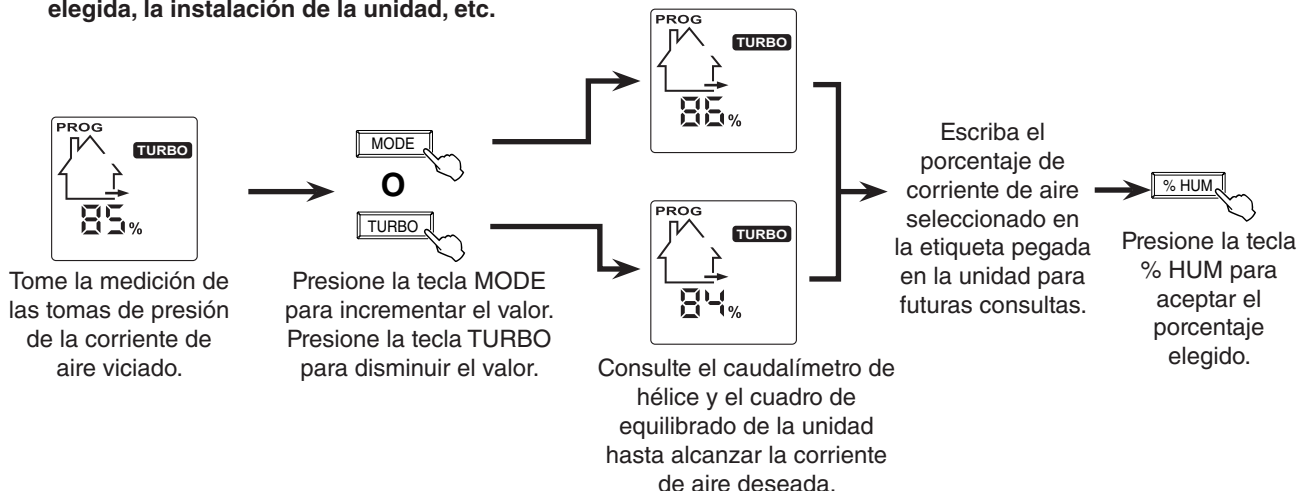 elegida, la instalación de la unidad, etc.
PROG
TURBO
85%
Tome la medición de
las tomas de presión
de la corriente de
aire viciado.
MODE
O
TURBO
Presione la tecla MODE
para incrementar el valor.
Presione la tecla TURBO
para disminuir el valor.
PROG
TURBO
86%
PROG
TURBO
84%
Consulte el caudalímetro de
hélice y el cuadro de
equilibrado de la unidad
hasta alcanzar la corriente
de aire deseada.
Escriba el
porcentaje de
corriente de aire
seleccionado en
la etiqueta pegada
en la unidad para
futuras consultas.
% HUM
Presione la tecla
% HUM para
aceptar el
porcentaje
elegido.